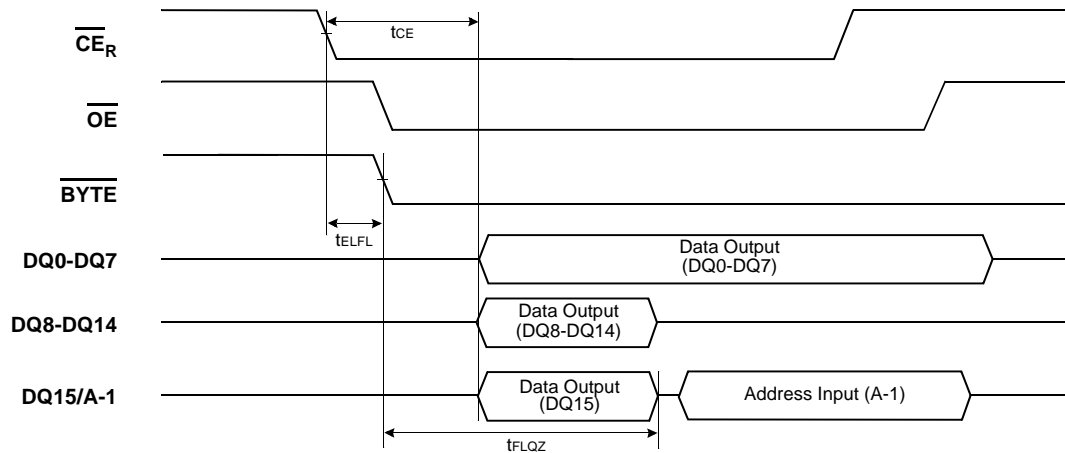 tCE
CER
OE
BYTE
tELFL
DQ0-DQ7
Data Output
(DQ0-DQ7)
DQ8-DQ14
Data Output
(DQ8-DQ14)
DQ15/A-1
Data Output
(DQ15)
Address Input (A-1)
tFLQZ